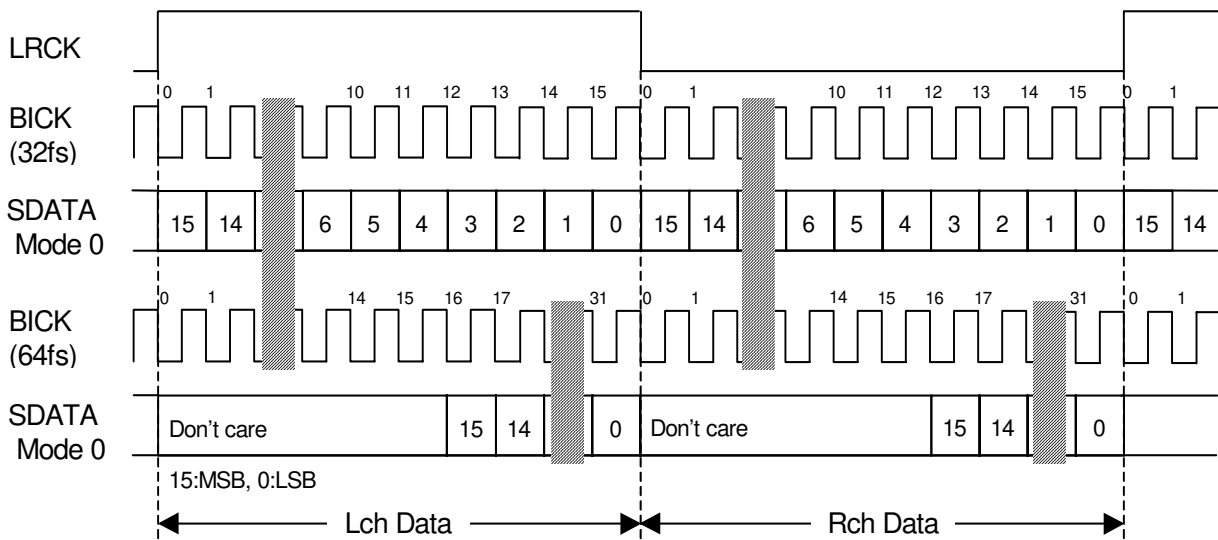 LRCK
0 1 10 11 12 13 14 15 0 1 10 11 12 13 14 15 0 1
BICK
(32fs)
SDATA
Mode 0
15 14 6 5 4 3 2 1 0 15 14 6 5 4 3 2 1 0 15 14
0 1 14 15 16 17 31 0 1 14 15 16 17 31 0 1
BICK
(64fs)
SDATA
Mode 0
Don't care 15 14 0 Don't care 15 14 0
15:MSB, 0:LSB
Lch Data Rch Data